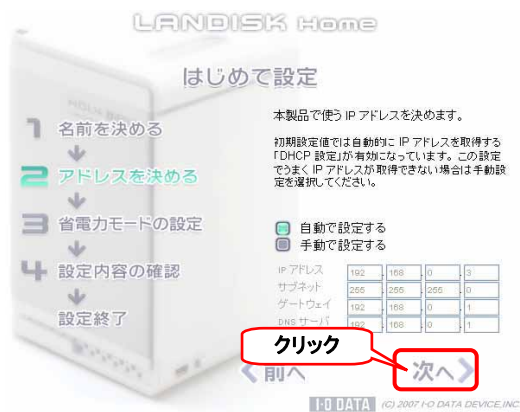 LANDISK Home
はじめて設定
1 名前を決める
2 アドレスを決める
3 省電力モードの設定
4 設定内容の確認
設定終了
本製品で使う IP アドレスを決めます。
初期設定値では自動的に IP アドレスを取得する
「DHCP 設定」が有効になっています。この設定
でうまく IP アドレスが取得できない場合は手動設
定を選択してください。
自動で設定する
手動で設定する
IP アドレス 192 . 168 . 0 . 3
サブネット 255 . 255 . 255 . 0
ゲートウェイ 192 . 168 . 0 . 1
DNS サーバ 192 . 168 . 0 . 1
クリック
前へ
次へ
I-O DATA (C) 2007 I-O DATA DEVICE,INC.